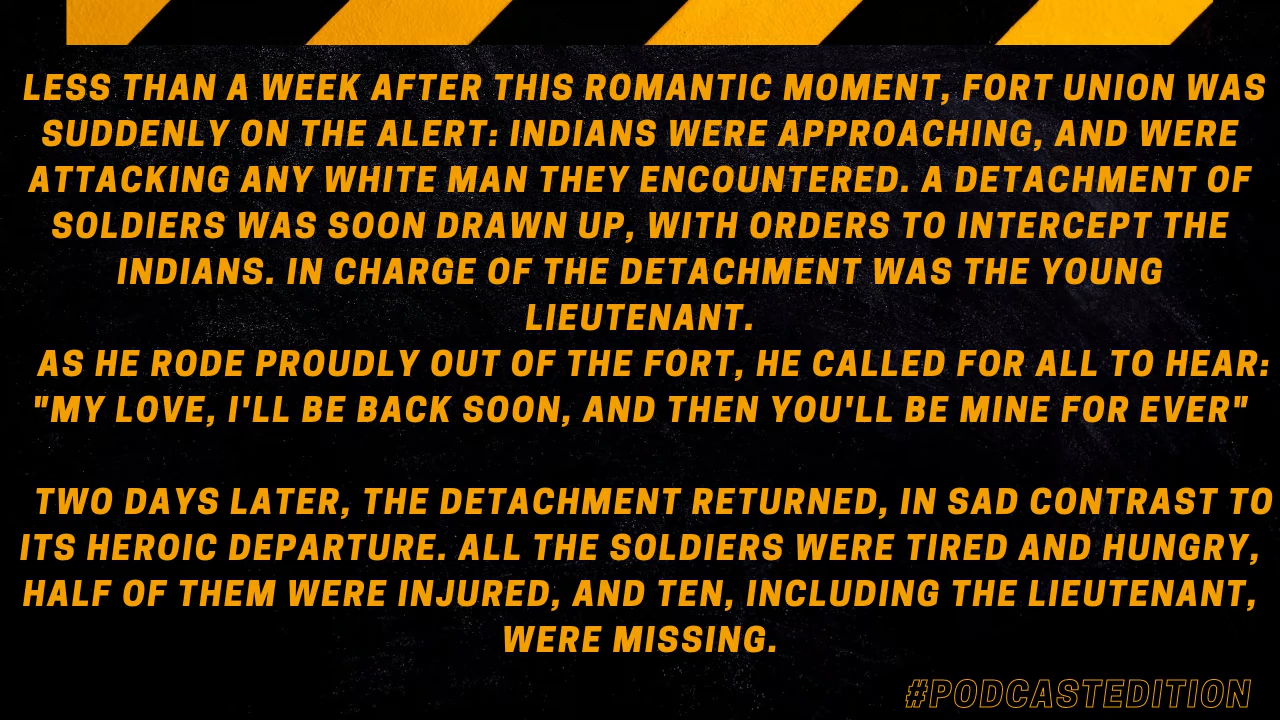 LESS THAN A WEEK AFTER THIS ROMANTIC MOMENT, FORT UNION WAS
SUDDENLY ON THE ALERT: INDIANS WERE APPROACHING, AND WERE
ATTACKING ANY WHITE MAN THEY ENCOUNTERED. A DETACHMENT OF
SOLDIERS WAS SOON DRAWN UP, WITH ORDERS TO INTERCEPT THE
INDIANS. IN CHARGE OF THE DETACHMENT WAS THE YOUNG
LIEUTENANT.
AS HE RODE PROUDLY OUT OF THE FORT, HE CALLED FOR ALL TO HEAR:
"MY LOVE, I'LL BE BACK SOON, AND THEN YOU'LL BE MINE FOR EVER"
TWO DAYS LATER, THE DETACHMENT RETURNED, IN SAD CONTRAST TO
ITS HEROIC DEPARTURE. ALL THE SOLDIERS WERE TIRED AND HUNGRY,
HALF OF THEM WERE INJURED, AND TEN, INCLUDING THE LIEUTENANT,
WERE MISSING.
#PODCASTEDITION